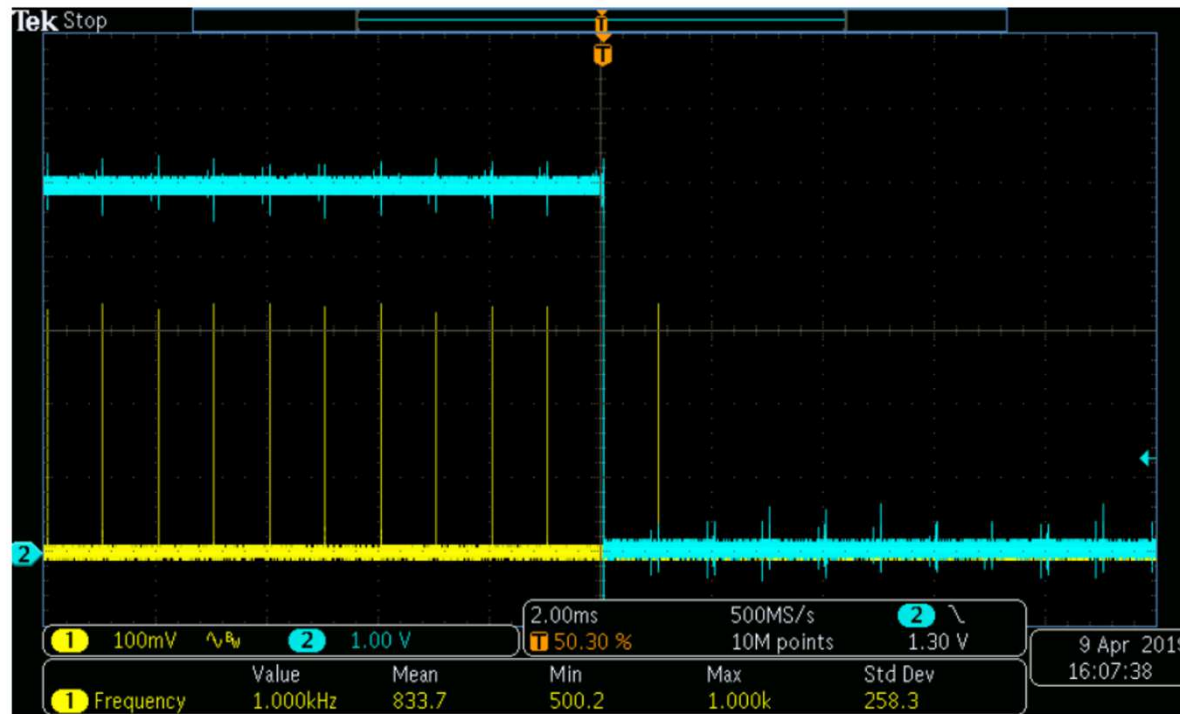 Tek Stop
T
T
2
1 100mV 2 1.00 V
2.00ms 500MS/s 2
T 50.30 % 10M points 1.30 V
9 Apr 2019
16:07:38
Value Mean Min Max Std Dev
1 Frequency 1.000kHz 833.7 500.2 1.000k 258.3